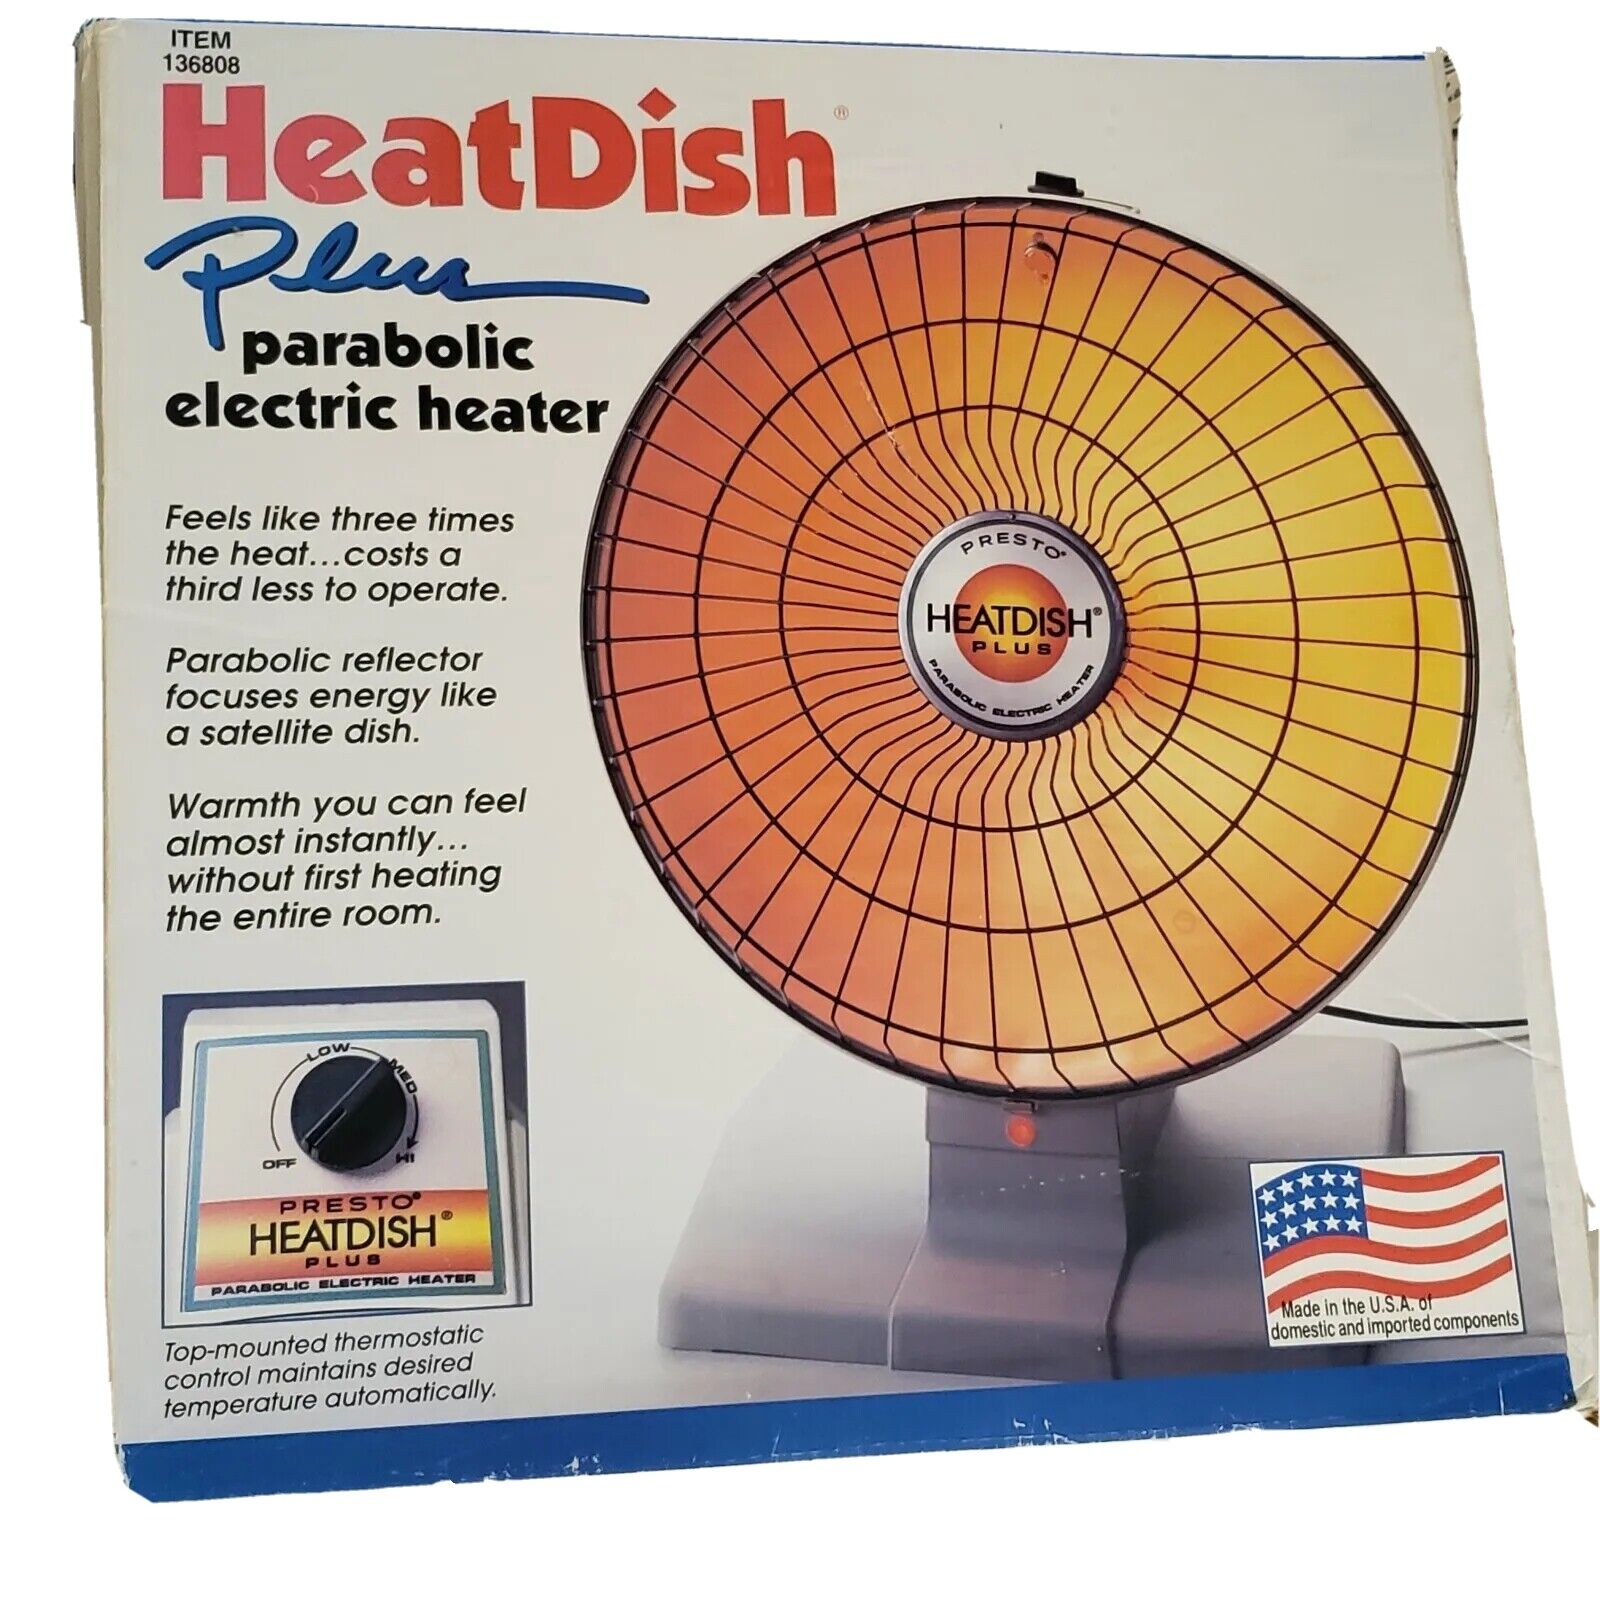 ITEM
136808
HeatDish®
Plus
parabolic
electric heater
Feels like three times
the heat...costs a
third less to operate.
Parabolic reflector
focuses energy like
a satellite dish.
Warmth you can feel
almost instantly...
without first heating
the entire room.
PRESTO®
HEATDISH®
PLUS
PARABOLIC ELECTRIC HEATER
LOW
MED
OFF
HI
PRESTO®
HEATDISH®
PLUS
PARABOLIC ELECTRIC HEATER
Top-mounted thermostatic
control maintains desired
temperature automatically.
Made in the U.S.A. of
domestic and imported components